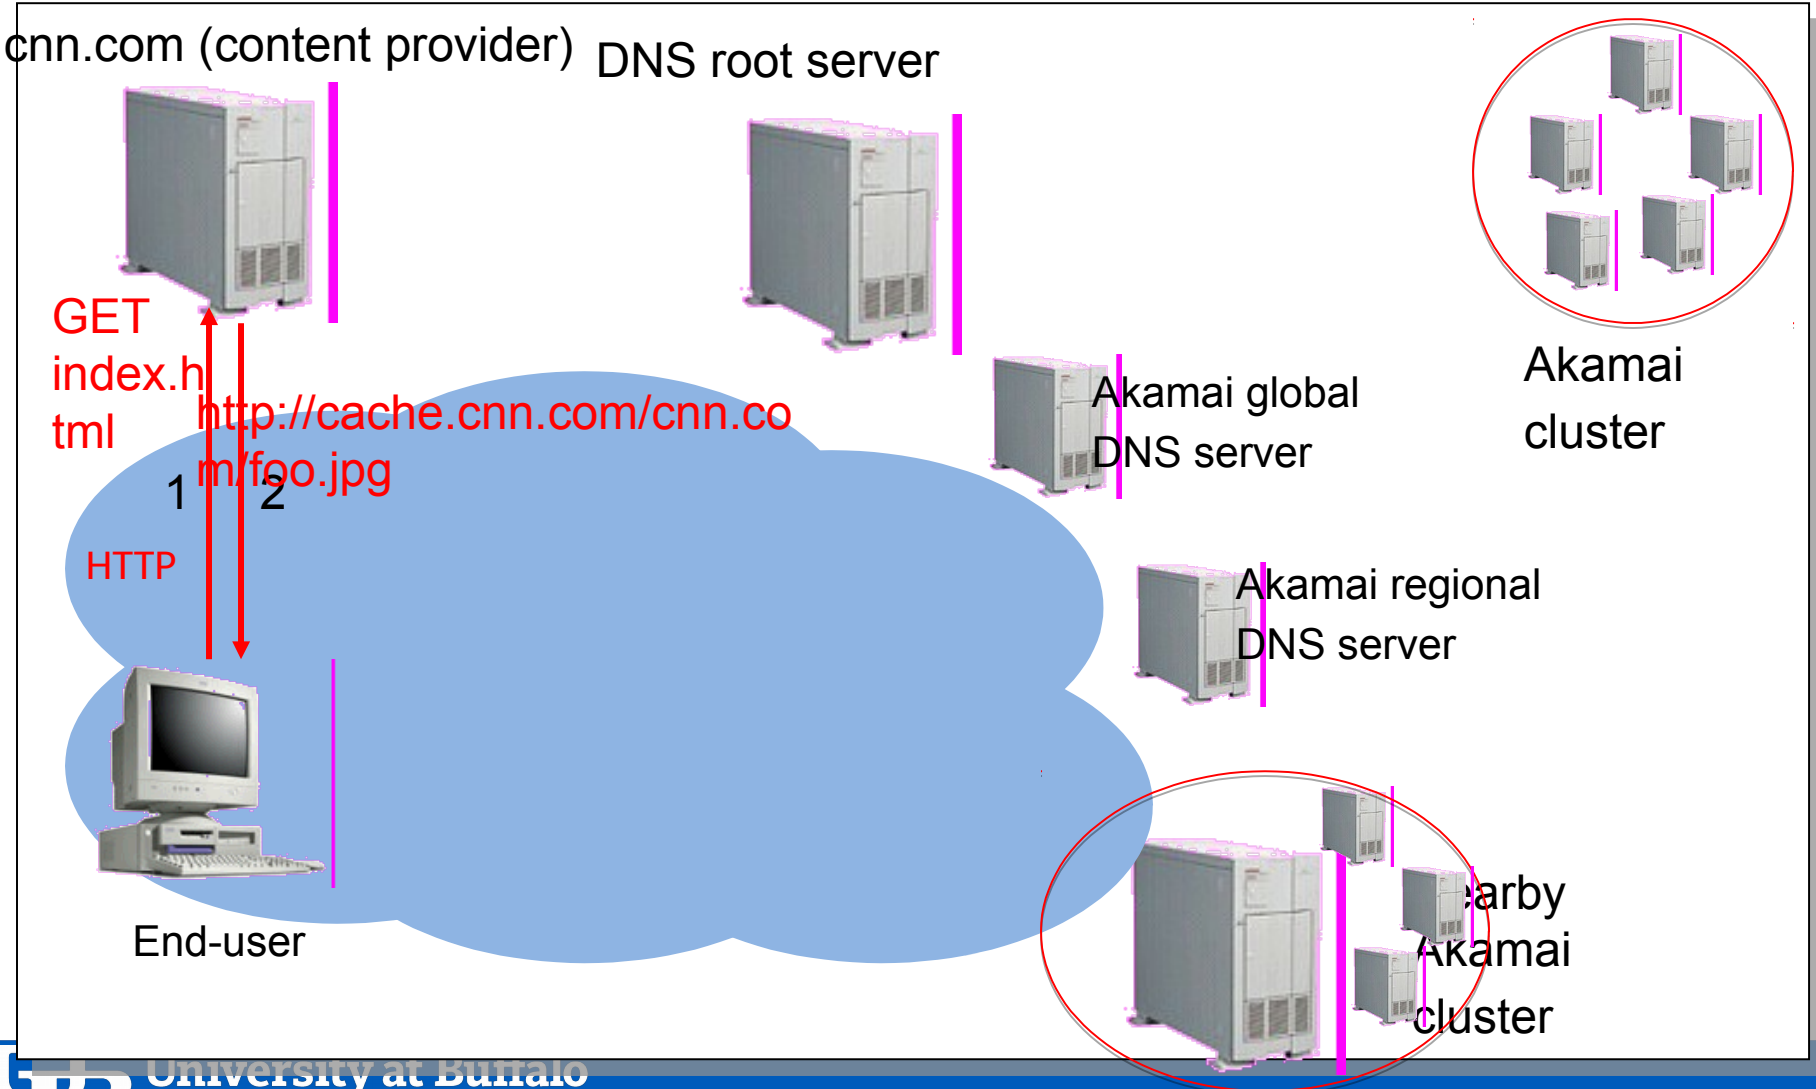 cnn.com (content provider)
DNS root server
GET
index.h
tml
http://cache.cnn.com/cnn.co
m/foo.jpg
1
2
HTTP
Akamai global
DNS server
Akamai
cluster
Akamai regional
DNS server
End-user
Nearby
Akamai
cluster
University at Buffalo